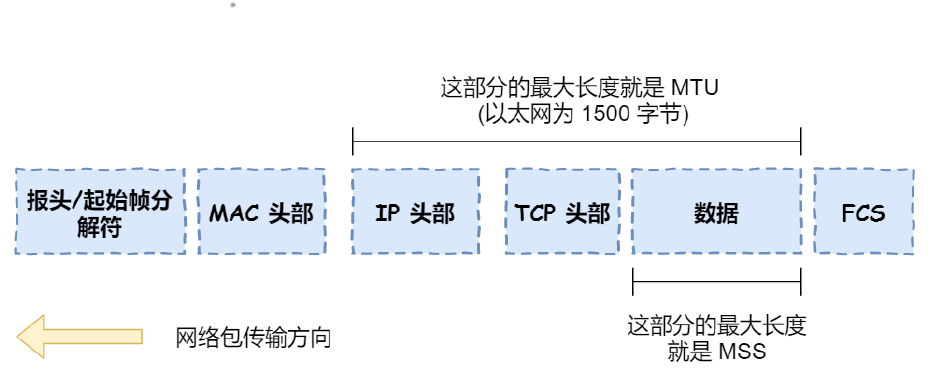 这部分的最大长度就是 MTU
(以太网为 1500 字节)
报头/起始帧分
解符
MAC 头部
IP 头部
TCP 头部
数据
FCS
网络包传输方向
这部分的最大长度
就是 MSS